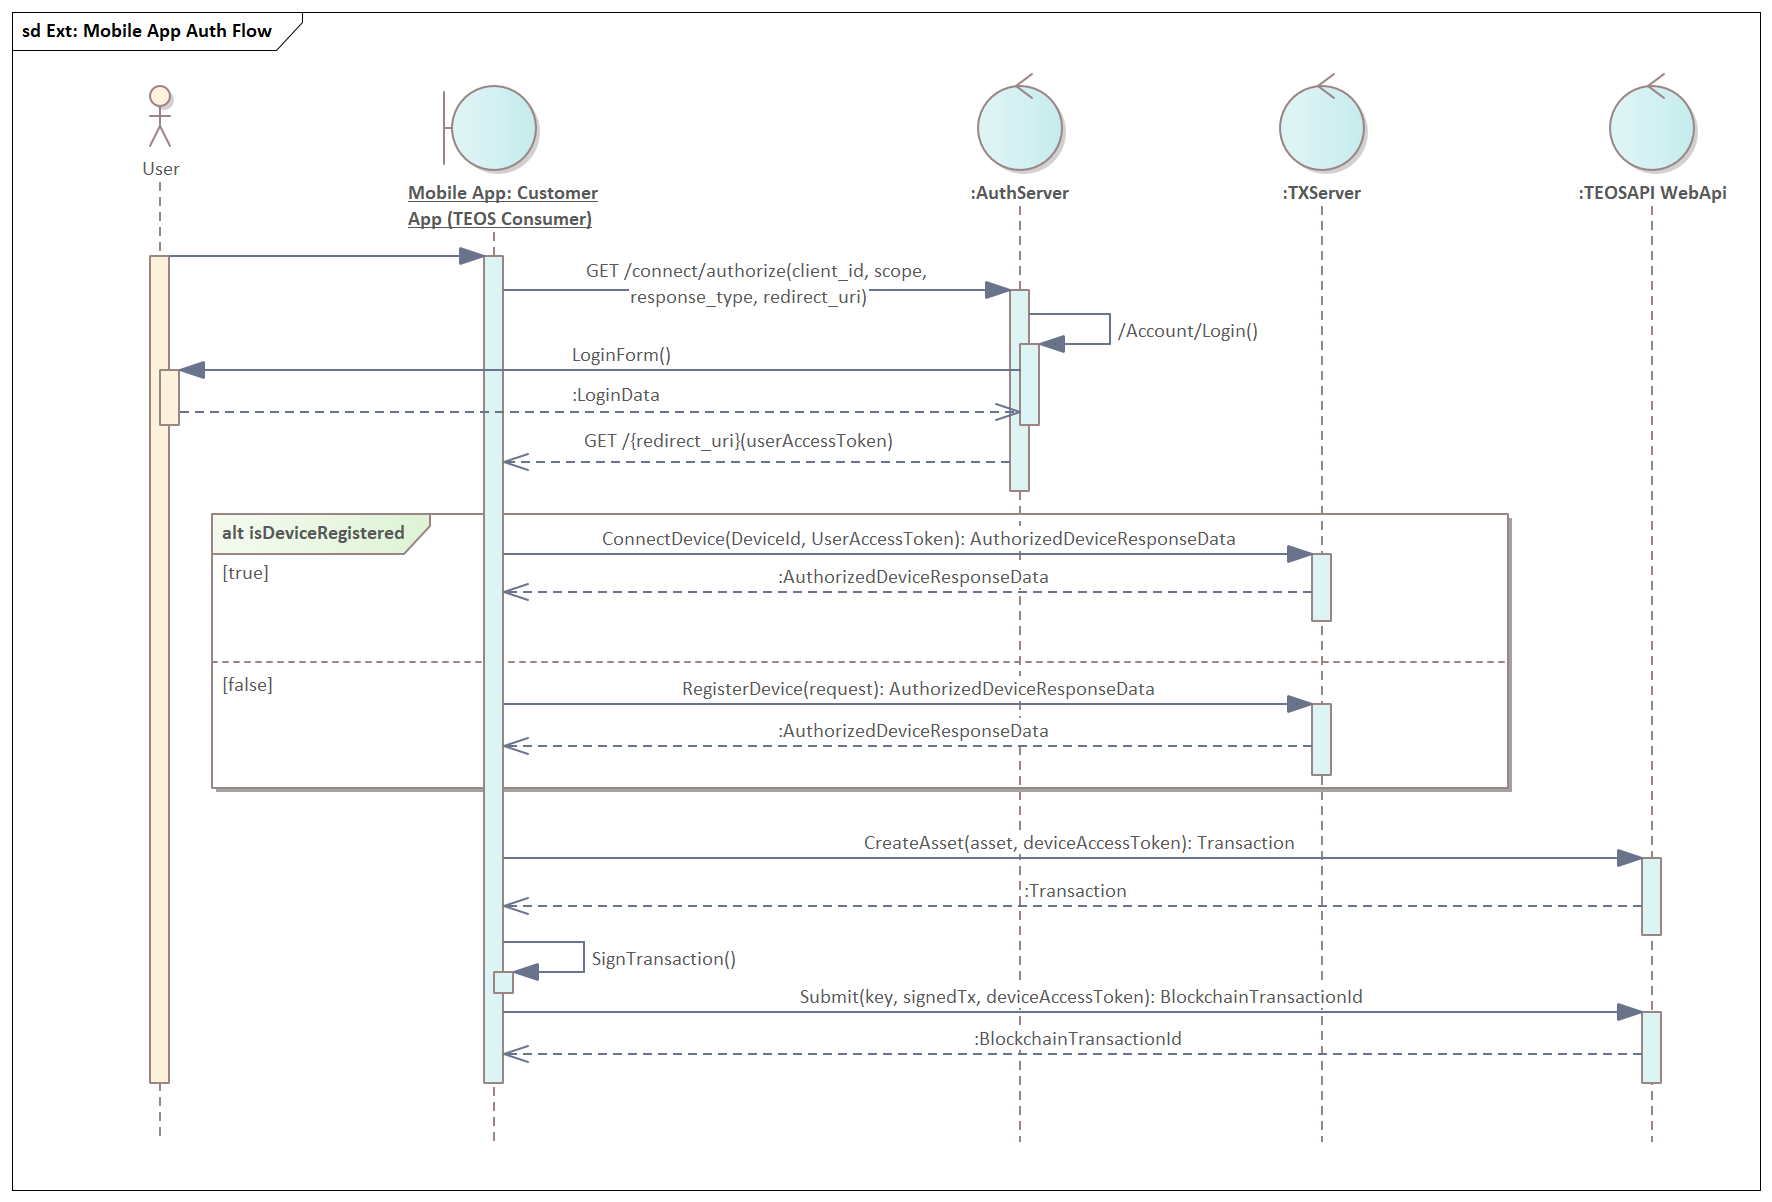 sd Ext: Mobile App Auth Flow
User
Mobile App: Customer
App (TEOS Consumer)
:AuthServer
:TXServer
:TEOSAPI WebApi
GET /connect/authorize(client_id, scope,
response_type, redirect_uri)
/Account/Login()
LoginForm()
:LoginData
GET /{redirect_uri}(userAccessToken)
alt isDeviceRegistered
ConnectDevice(DeviceId, UserAccessToken): AuthorizedDeviceResponseData
[true]
:AuthorizedDeviceResponseData
[false]
RegisterDevice(request): AuthorizedDeviceResponseData
:AuthorizedDeviceResponseData
CreateAsset(asset, deviceAccessToken): Transaction
:Transaction
SignTransaction()
Submit(key, signedTx, deviceAccessToken): BlockchainTransactionId
:BlockchainTransactionId